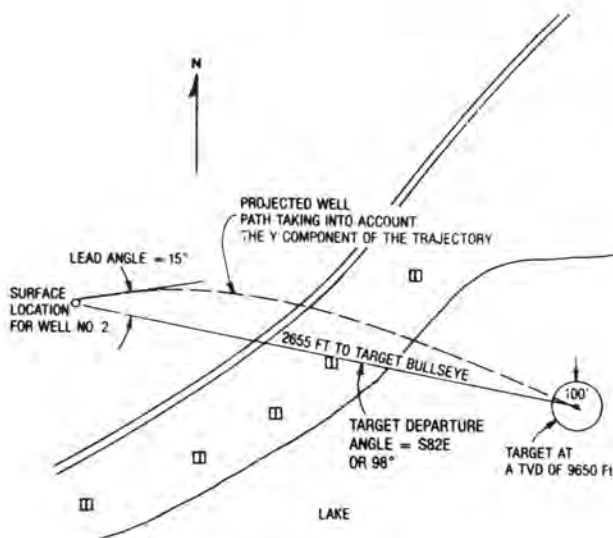 N
PROJECTED WELL
PATH TAKING INTO ACCOUNT
THE Y COMPONENT OF THE TRAJECTORY
LEAD ANGLE = 15°
SURFACE
LOCATION
FOR WELL NO. 2
2655 FT TO TARGET BULLSEYE
100'
TARGET DEPARTURE
ANGLE = S82E
OR 98°
TARGET AT
A TVD OF 9650 Ft
LAKE